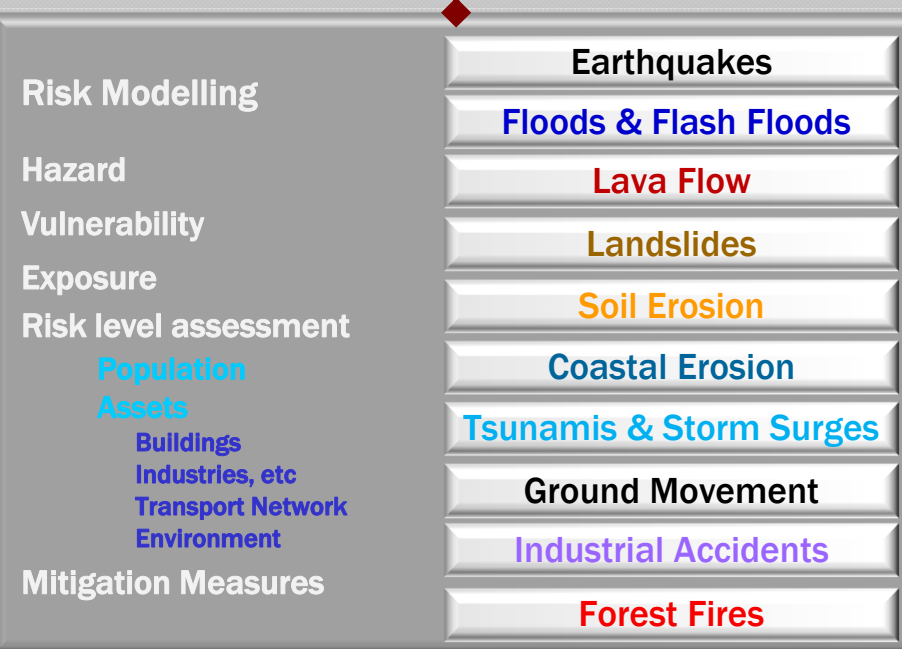 Risk Modelling
Hazard
Vulnerability
Exposure
Risk level assessment
Population
Assets
Buildings
Industries, etc
Transport Network
Environment
Mitigation Measures
Earthquakes
Floods & Flash Floods
Lava Flow
Landslides
Soil Erosion
Coastal Erosion
Tsunamis & Storm Surges
Ground Movement
Industrial Accidents
Forest Fires